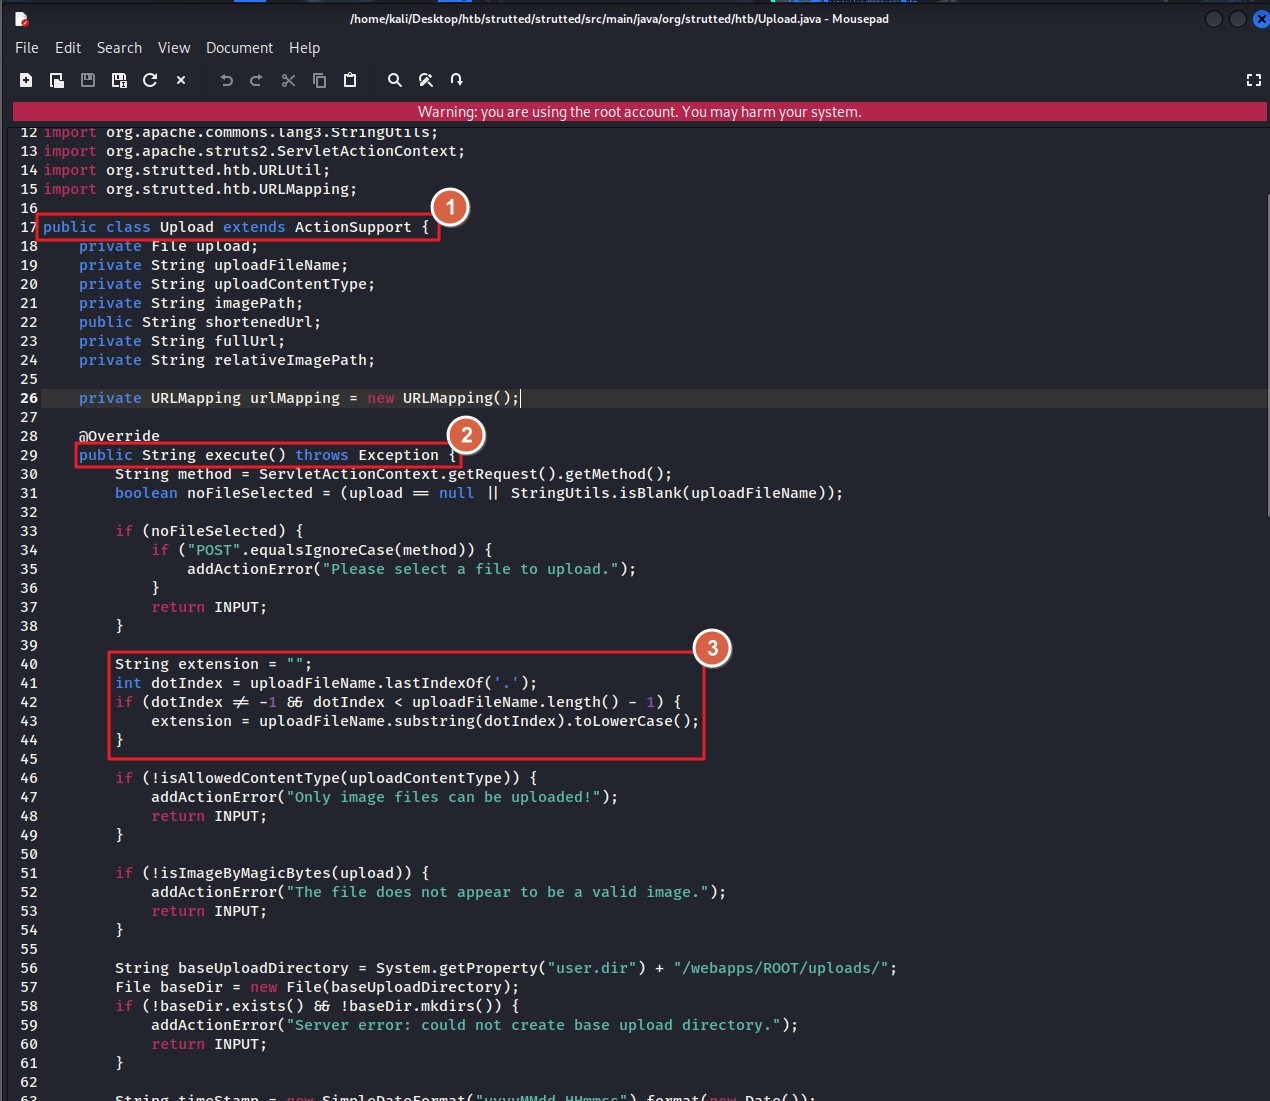 /home/kali/Desktop/htb/strutted/strutted/src/main/java/org/strutted/htb/Upload.java - Mousepad
File Edit Search View Document Help
Warning: you are using the root account. You may harm your system.
12 import org.apache.commons.lang3.StringUtils;
13 import org.apache.struts2.ServletActionContext;
14 import org.strutted.htb.URLUtil;
15 import org.strutted.htb.URLMapping;
16
1
17 public class Upload extends ActionSupport {
18     private File upload;
19     private String uploadFileName;
20     private String uploadContentType;
21     private String imagePath;
22     public String shortenedUrl;
23     private String fullUrl;
24     private String relativeImagePath;
25
26     private URLMapping urlMapping = new URLMapping();
27
28     @Override
2
29     public String execute() throws Exception {
30         String method = ServletActionContext.getRequest().getMethod();
31         boolean noFileSelected = (upload == null || StringUtils.isBlank(uploadFileName));
32
33         if (noFileSelected) {
34             if ("POST".equalsIgnoreCase(method)) {
35                 addActionError("Please select a file to upload.");
36             }
37             return INPUT;
38         }
39
3
40         String extension = "";
41         int dotIndex = uploadFileName.lastIndexOf('.');
42         if (dotIndex != -1 && dotIndex < uploadFileName.length() - 1) {
43             extension = uploadFileName.substring(dotIndex).toLowerCase();
44         }
45
46         if (!isAllowedContentType(uploadContentType)) {
47             addActionError("Only image files can be uploaded!");
48             return INPUT;
49         }
50
51         if (!isImageByMagicBytes(upload)) {
52             addActionError("The file does not appear to be a valid image.");
53             return INPUT;
54         }
55
56         String baseUploadDirectory = System.getProperty("user.dir") + "/webapps/ROOT/uploads/";
57         File baseDir = new File(baseUploadDirectory);
58         if (!baseDir.exists() && !baseDir.mkdirs()) {
59             addActionError("Server error: could not create base upload directory.");
60             return INPUT;
61         }
62
63         String timeStamp = new SimpleDateFormat("yyyyMMdd_HHmmss").format(new Date());